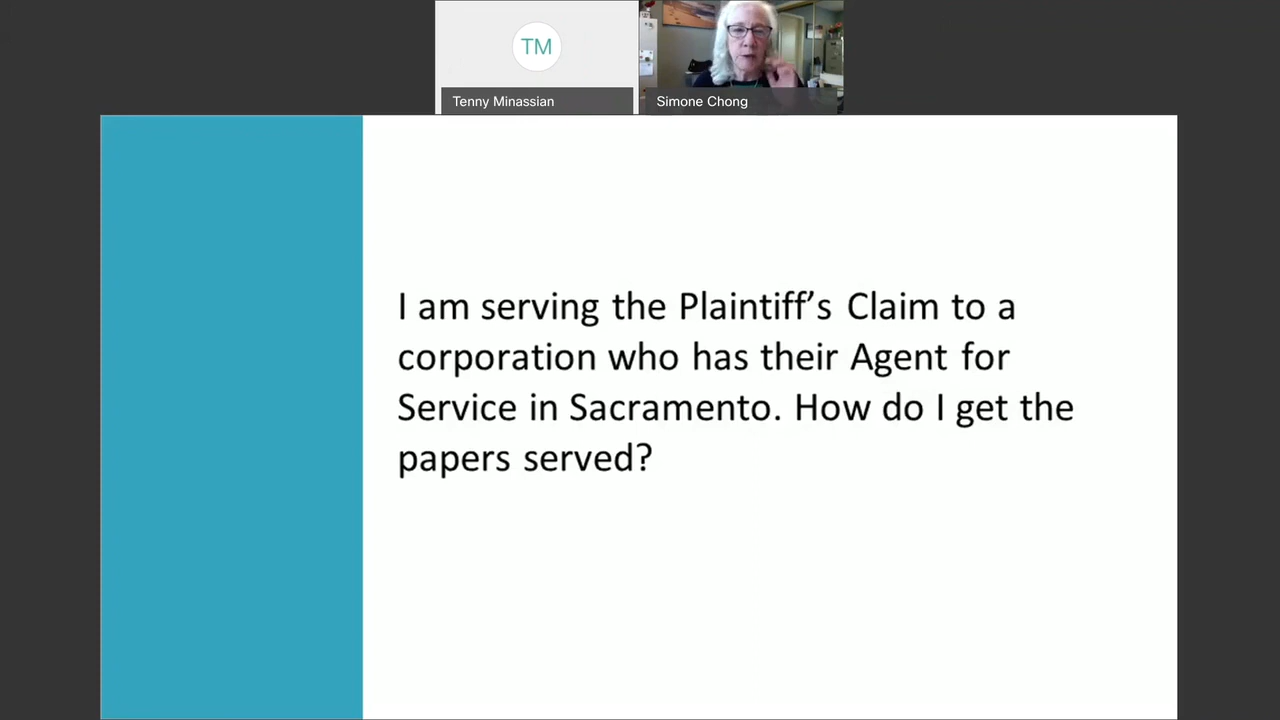 TM
Tenny Minassian
Simone Chong
I am serving the Plaintiff’s Claim to a
corporation who has their Agent for
Service in Sacramento. How do I get the
papers served?